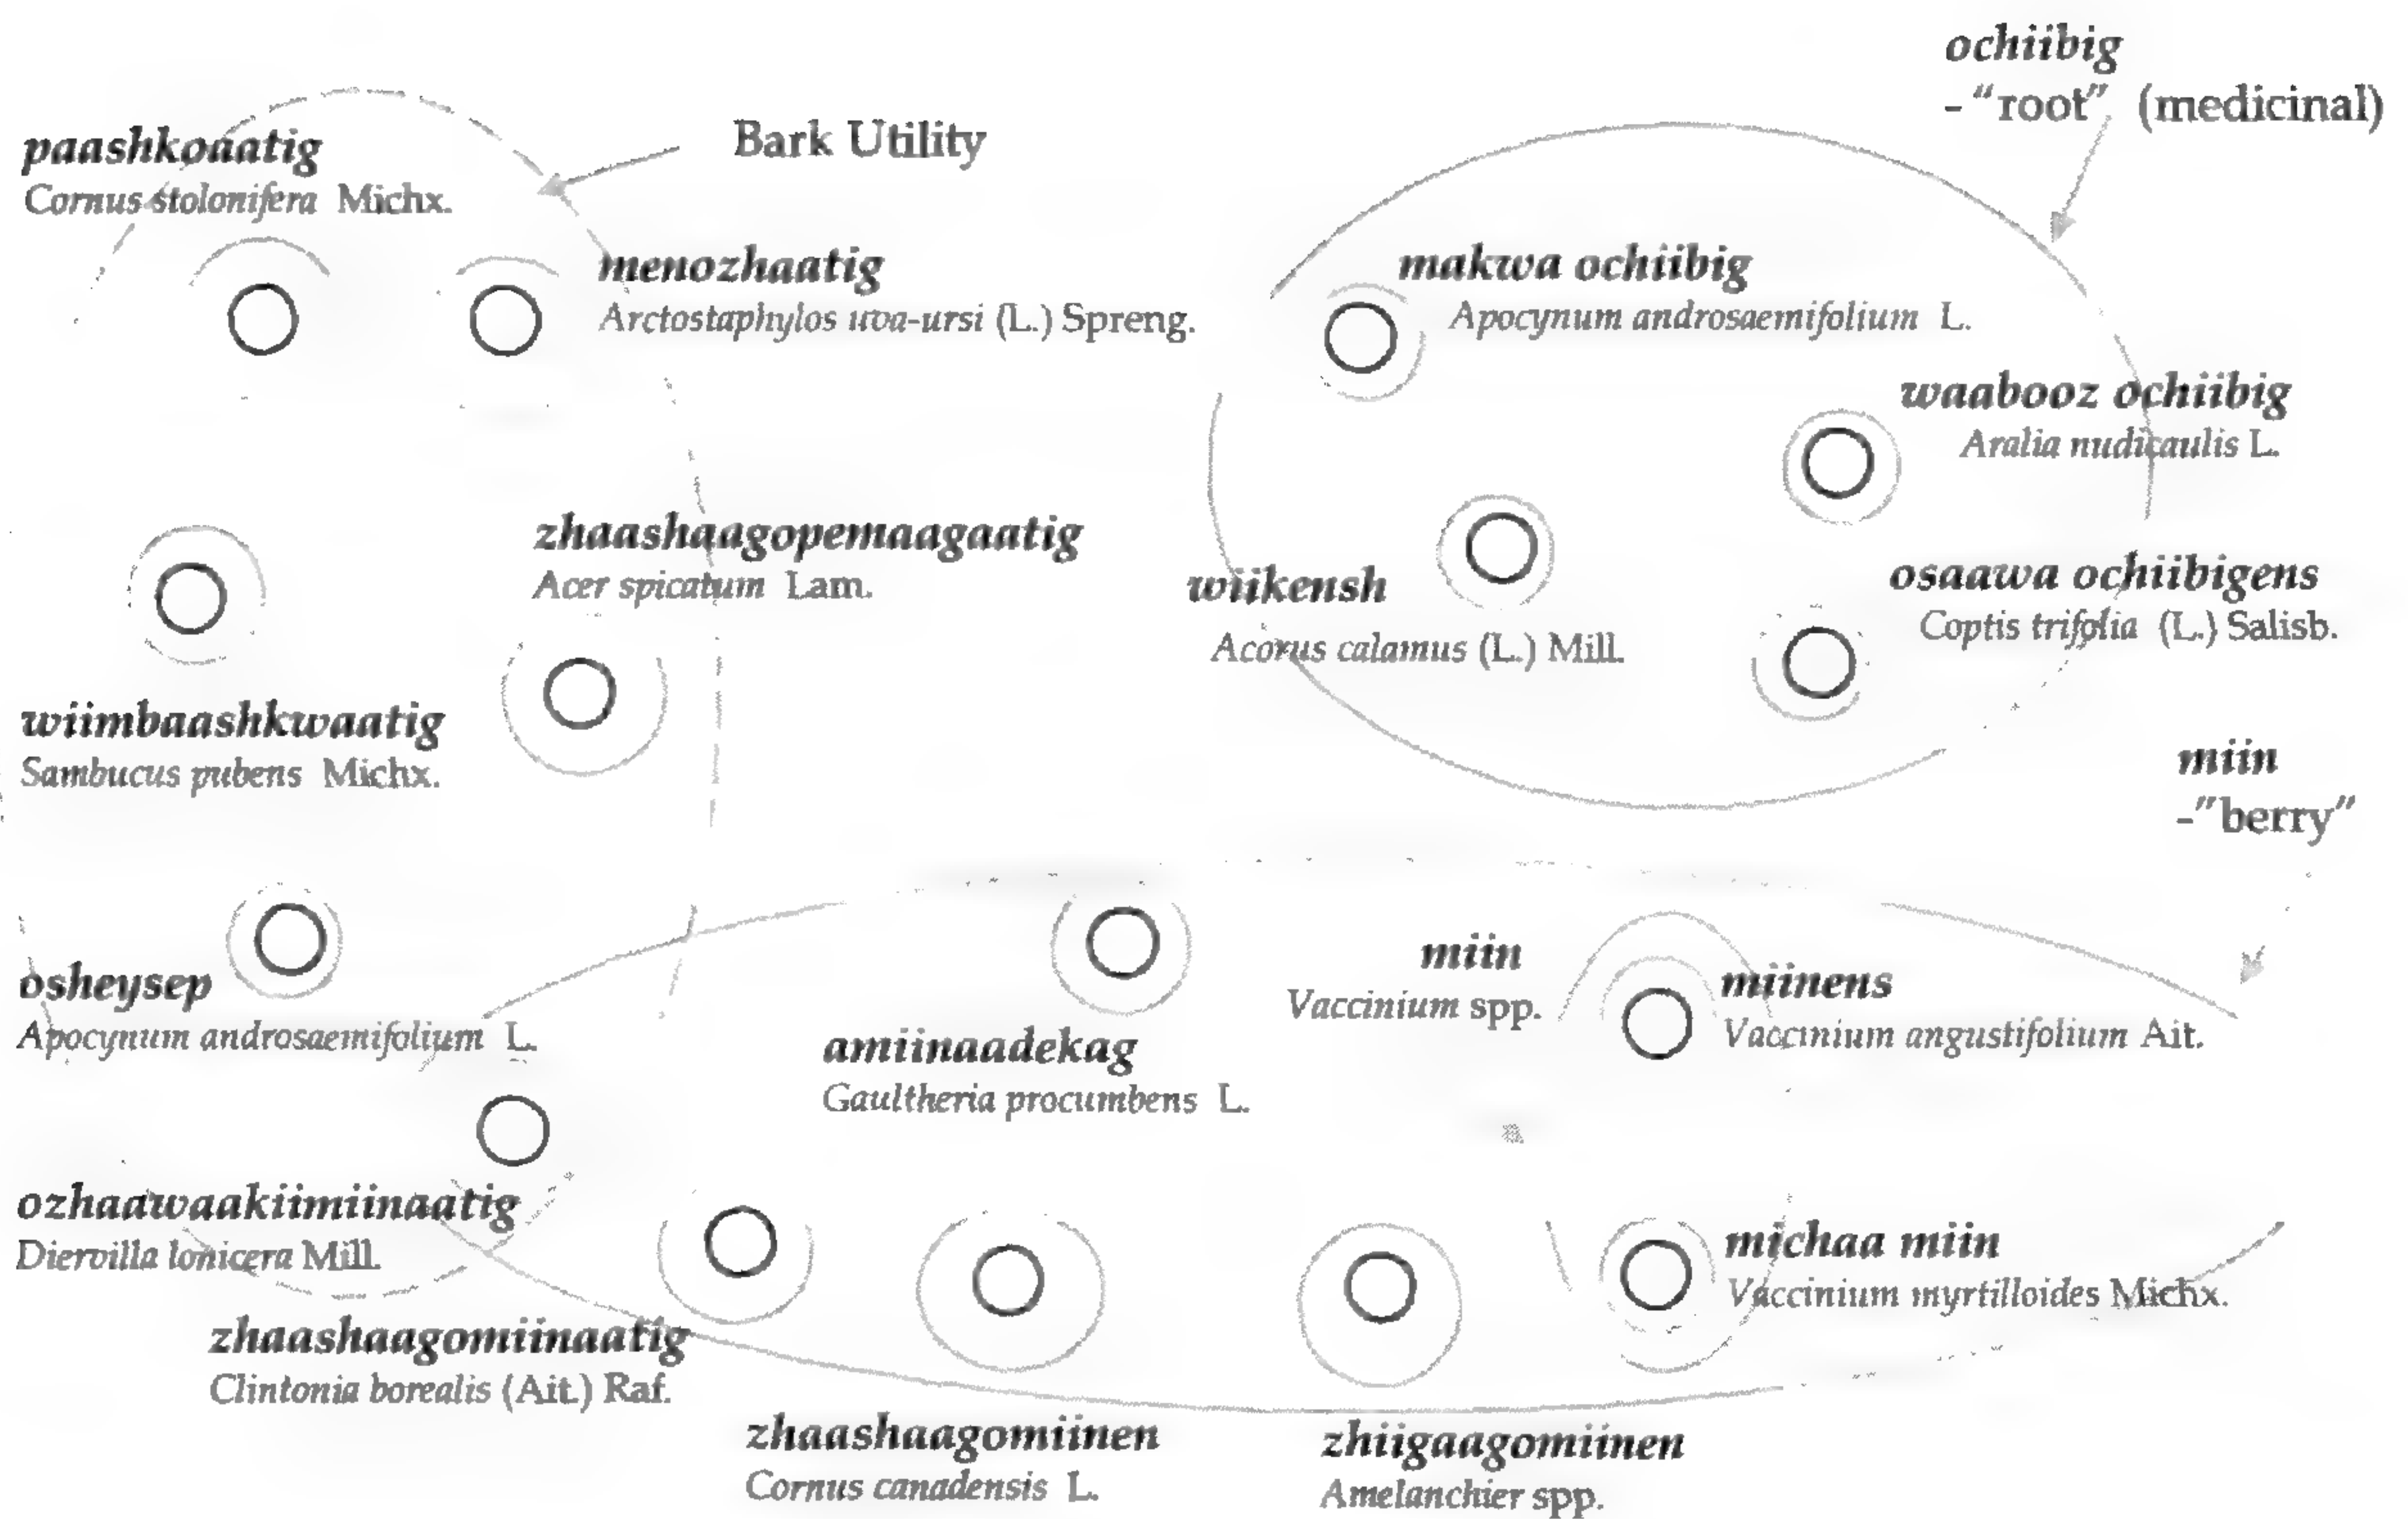 ochiibig
- "root" (medicinal)
Bark Utility
paashkoaatig
Cornus stolonifera Michx.
menozhaatig
Arctostaphylos uva-ursi (L.) Spreng.
makwa ochiibig
Apocynum androsaemifolium L.
waabooz ochiibig
Aralia nudicaulis L.
zhaashaagopemaagaatig
Acer spicatum Lam.
wiikensh
Acorus calamus (L.) Mill.
osaawa ochiibigens
Coptis trifolia (L.) Salisb.
wiimbaashkwaatig
Sambucus pubens Michx.
miin
-"berry"
osheysep
Apocynum androsaemifolium L.
amiinaadekag
Gaultheria procumbens L.
miin
Vaccinium spp.
miinens
Vaccinium angustifolium Ait.
ozhaawaakiimiinaatig
Diervilla lonicera Mill.
michaa miin
Vaccinium myrtilloides Michx.
zhaashaagomiinaatig
Clintonia borealis (Ait.) Raf.
zhaashaagomiinen
Cornus canadensis L.
zhiigaagomiinen
Amelanchier spp.